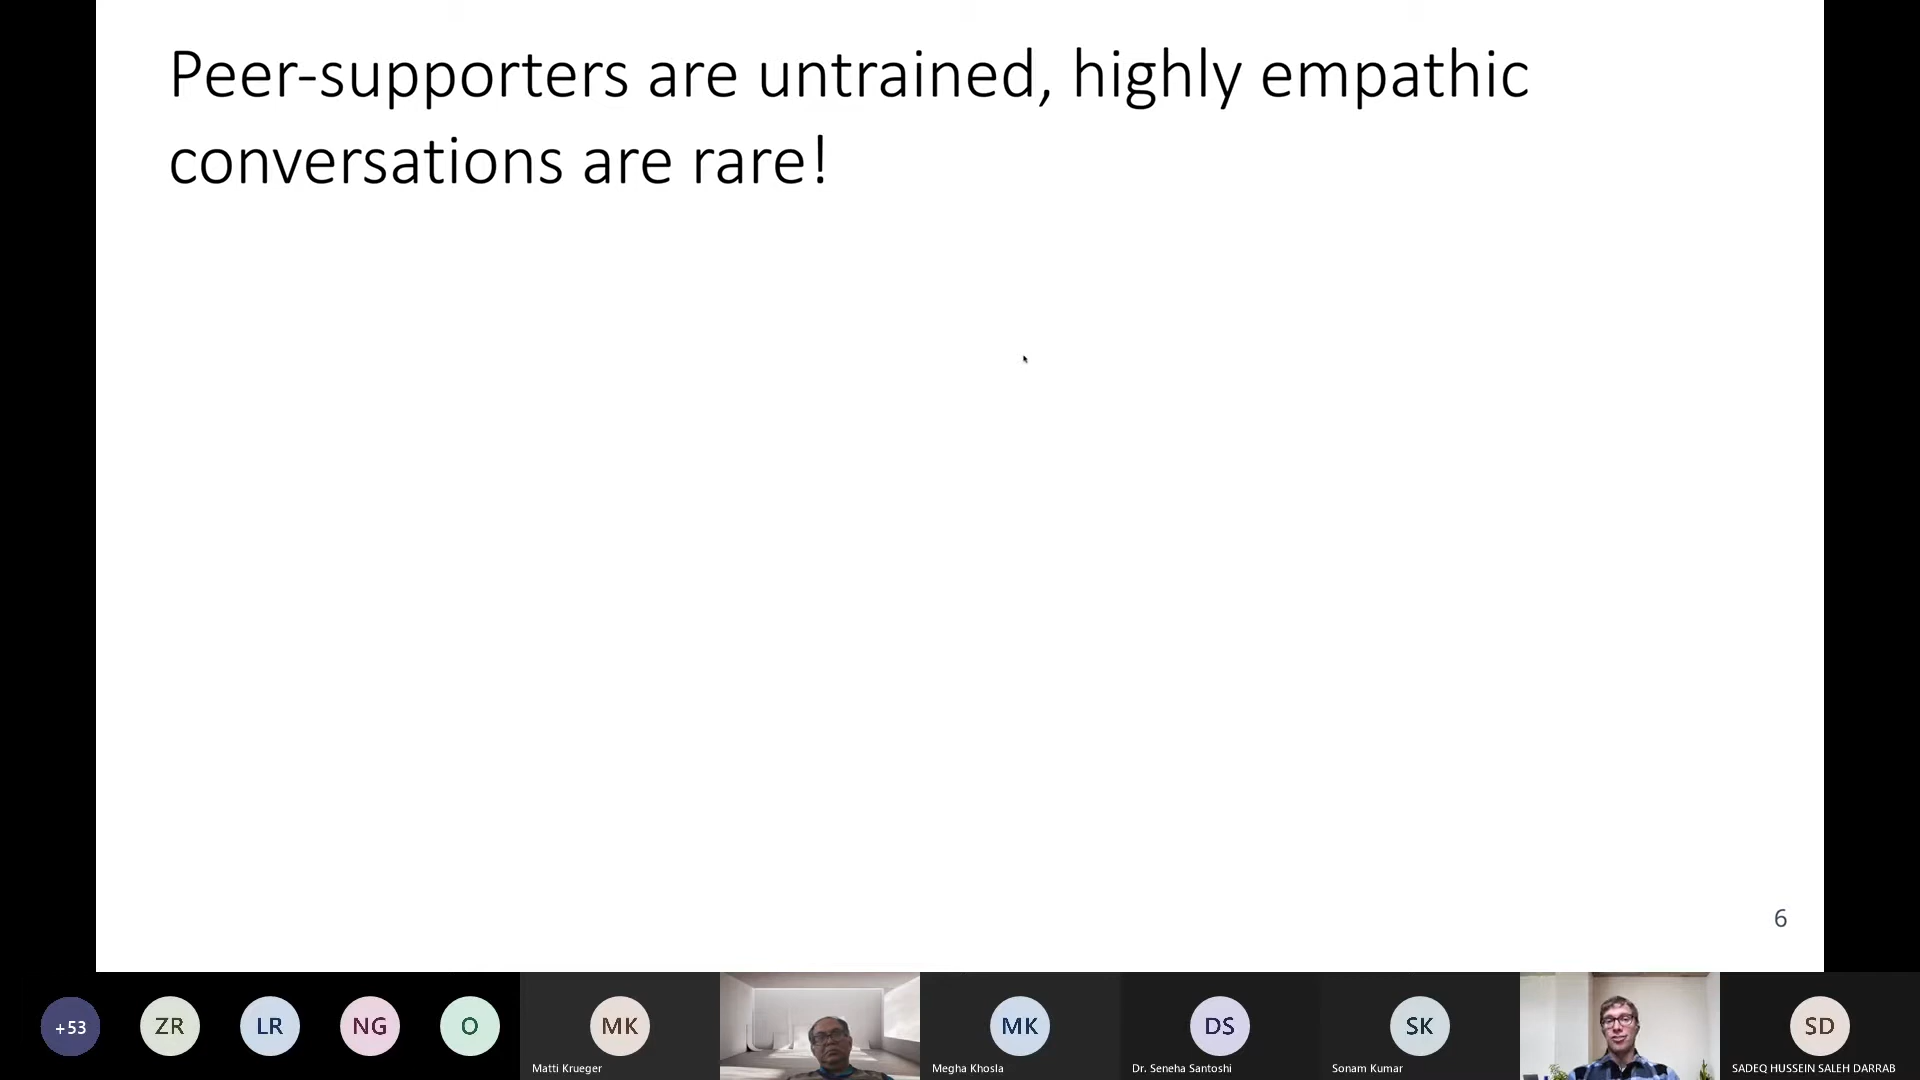 Peer-supporters are untrained, highly empathic
conversations are rare!
6
+53
ZR
LR
NG
O
MK
Matti Krueger
MK
Megha Khosla
DS
Dr. Seneha Santoshi
SK
Sonam Kumar
SD
SADEQ HUSSEIN SALEH DARRAB